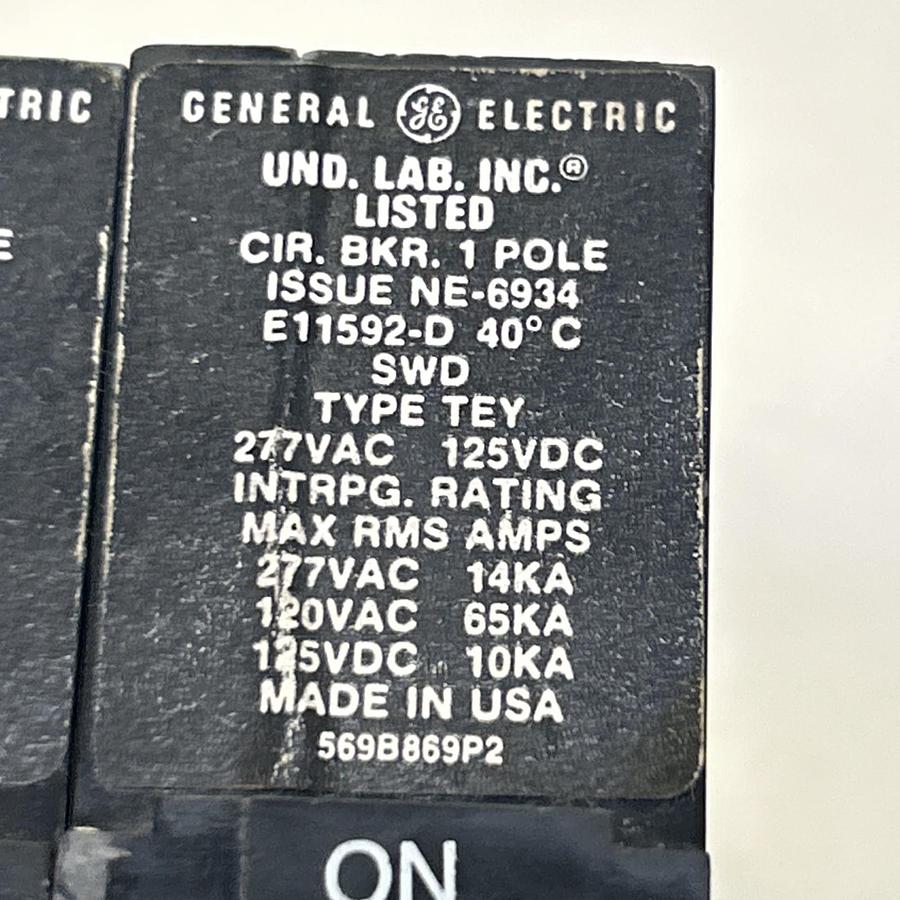 TRIC
E
GENERAL GE ELECTRIC
UND. LAB. INC.®
LISTED
CIR. BKR. 1 POLE
ISSUE NE-6934
E11592-D 40°C
SWD
TYPE TEY
277VAC 125VDC
INTRPG. RATING
MAX RMS AMPS
277VAC 14KA
120VAC 65KA
125VDC 10KA
MADE IN USA
569B869P2
ON